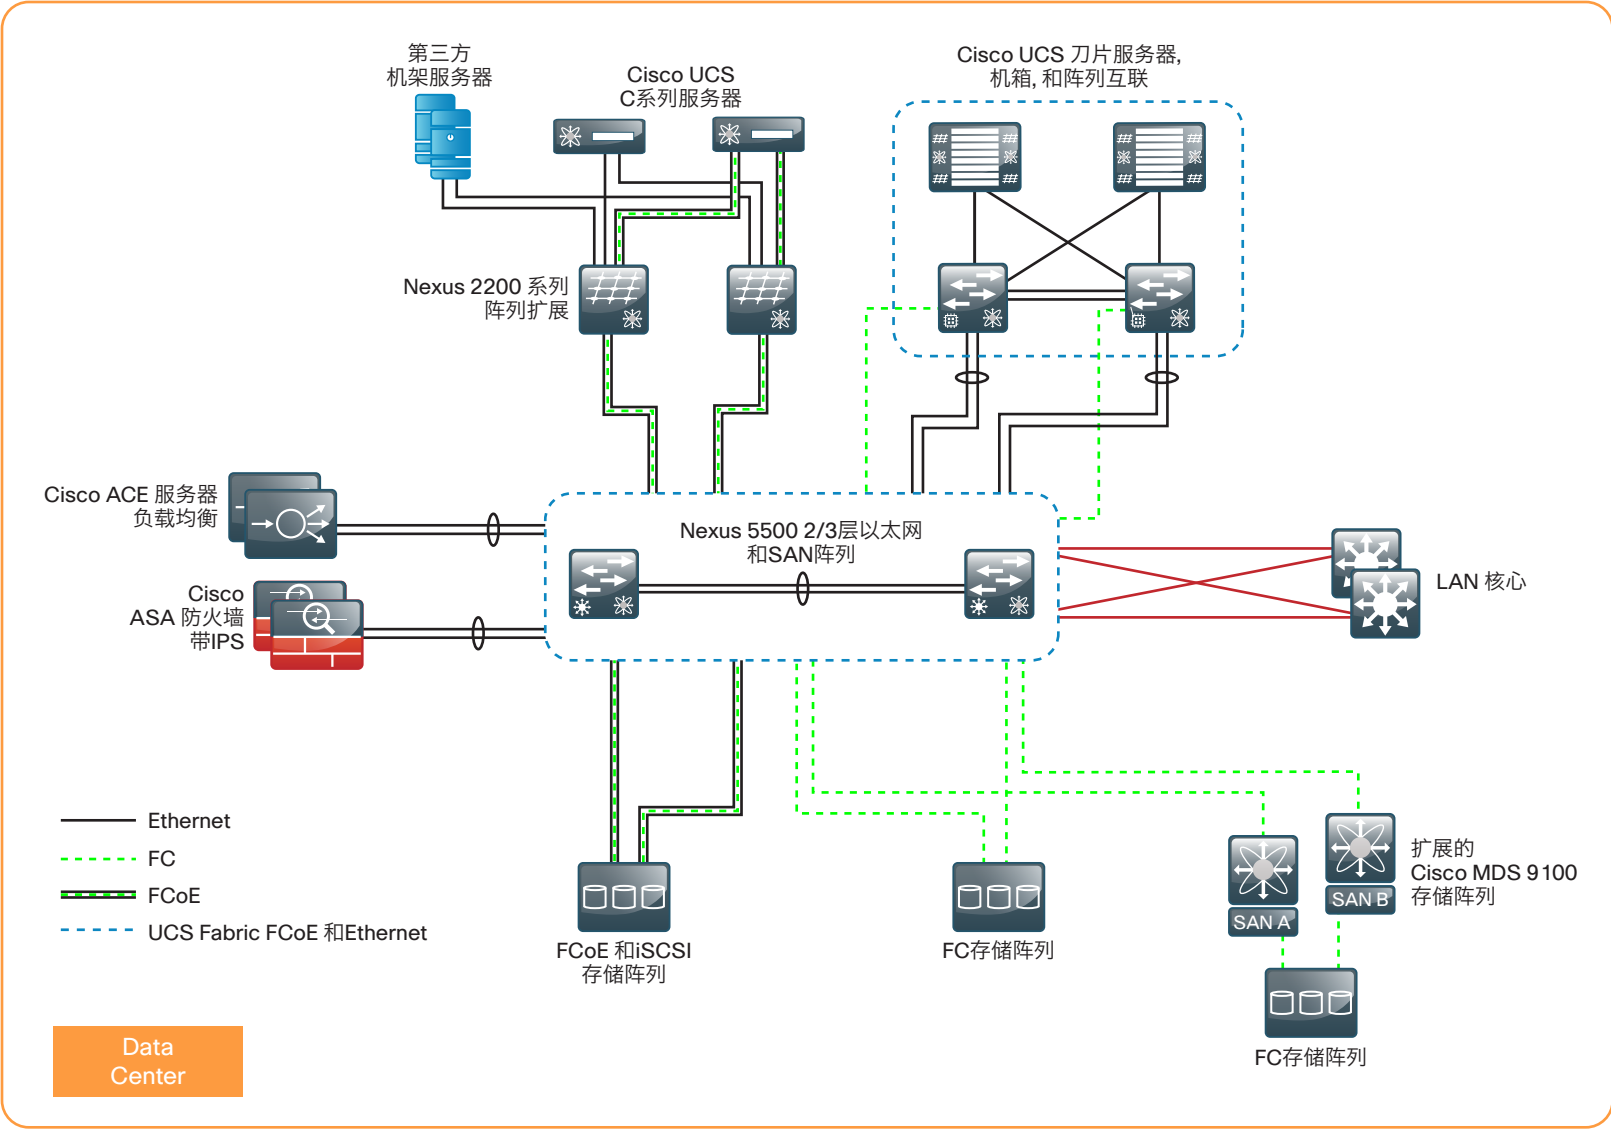 第三方
机架服务器
Cisco UCS
C系列服务器
Cisco UCS 刀片服务器,
机箱, 和阵列互联
Nexus 2200 系列
阵列扩展
Cisco ACE 服务器
负载均衡
Nexus 5500 2/3层以太网
和SAN阵列
Cisco
ASA 防火墙
带IPS
LAN 核心
Ethernet
FC
FCoE
UCS Fabric FCoE 和Ethernet
扩展的
Cisco MDS 9100
存储阵列
SAN B
SAN A
FCoE 和iSCSI
存储阵列
FC存储阵列
FC存储阵列
Data
Center